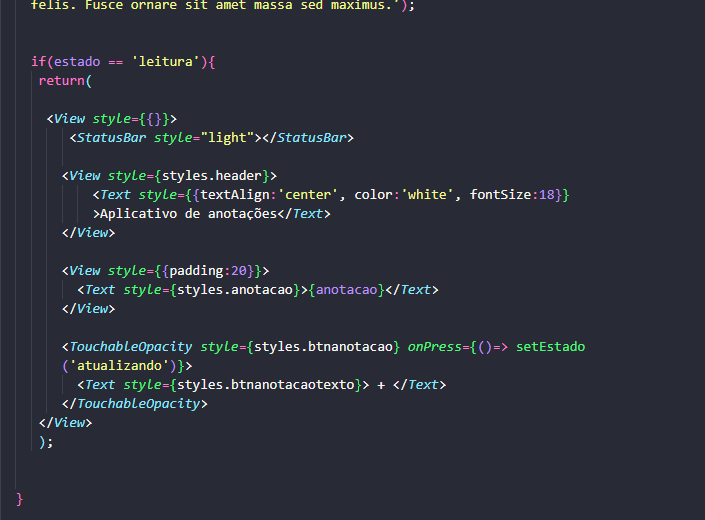 felis. Fusce ornare sit amet massa sed maximus.');
if(estado == 'leitura'){
return(
<View style={{}}>
<StatusBar style="light"></StatusBar>
<View style={styles.header}>
<Text style={{textAlign:'center', color:'white', fontSize:18}}
>Aplicativo de anotações</Text>
</View>
<View style={{padding:20}}>
<Text style={styles.anotacao}>{anotacao}</Text>
</View>
<TouchableOpacity style={styles.btnanotacao} onPress={()=> setEstado
('atualizando')}>
<Text style={styles.btnanotacaotexto}> + </Text>
</TouchableOpacity>
</View>
);
}